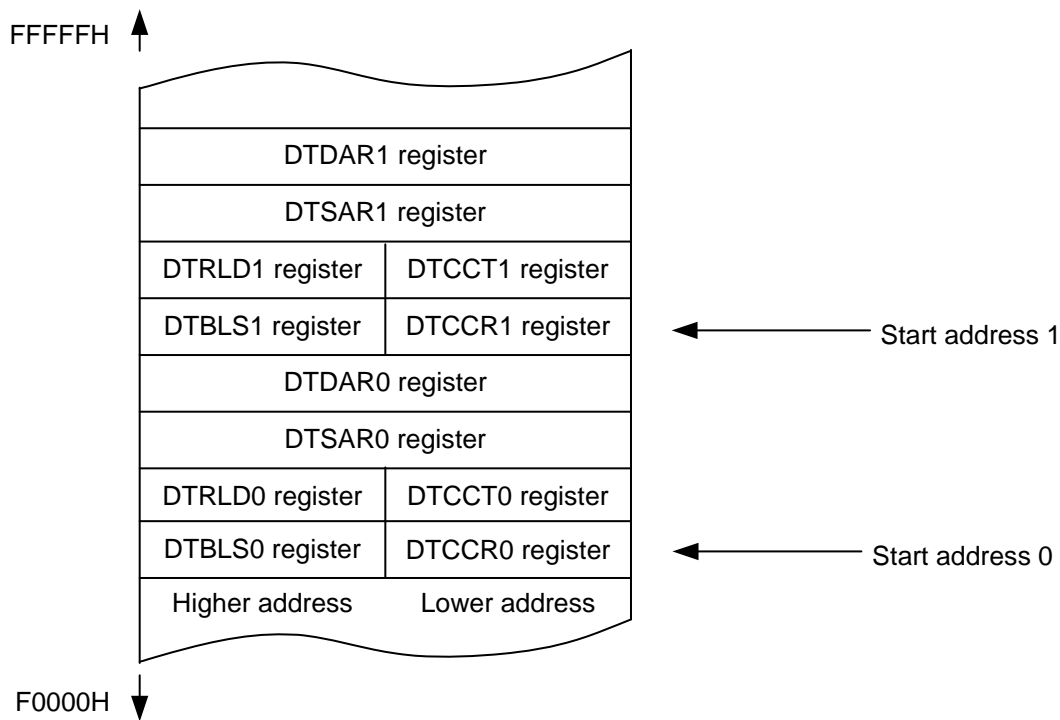 FFFFFH
DTDAR1 register
DTSAR1 register
DTRLD1 register DTCCT1 register
DTBLS1 register DTCCR1 register
Start address 1
DTDAR0 register
DTSAR0 register
DTRLD0 register DTCCT0 register
DTBLS0 register DTCCR0 register
Start address 0
Higher address Lower address
F0000H